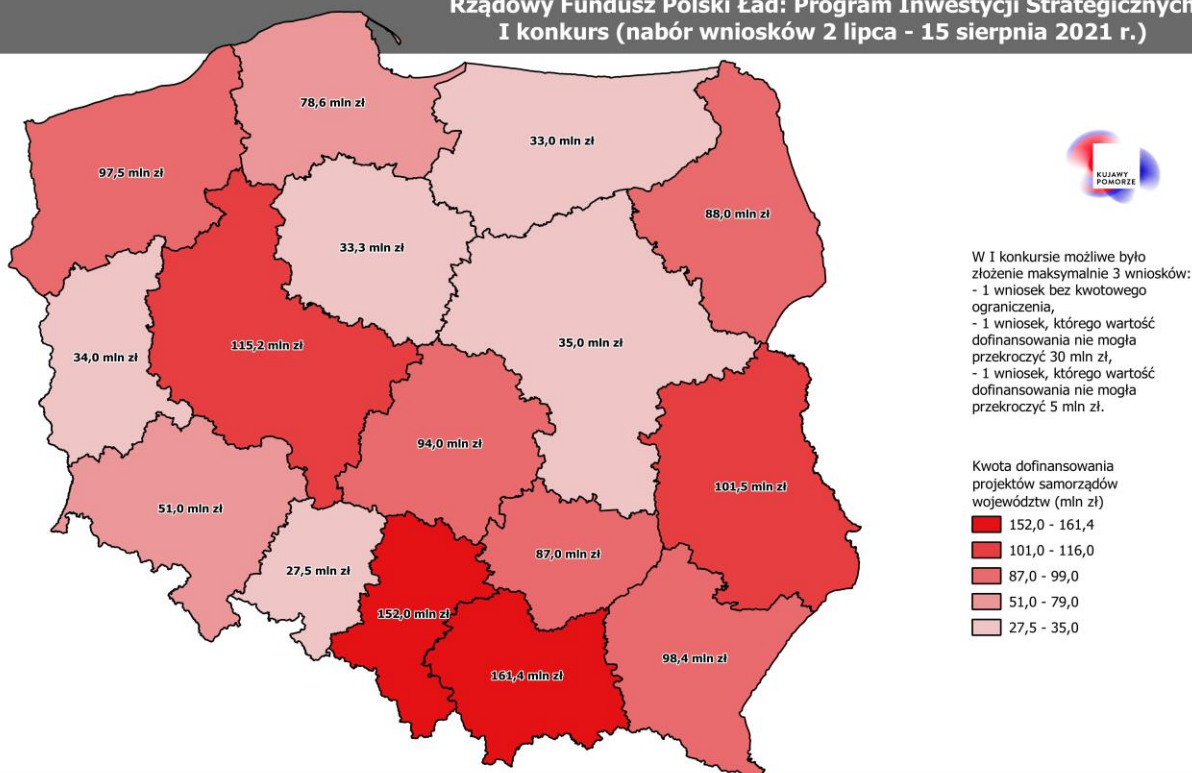 Rządowy Fundusz Polski Ład: Program Inwestycji Strategicznych
I konkurs (nabór wniosków 2 lipca - 15 sierpnia 2021 r.)
78,6 mln zł
33,0 mln zł
97,5 mln zł
88,0 mln zł
33,3 mln zł
34,0 mln zł
115,2 mln zł
35,0 mln zł
94,0 mln zł
101,5 mln zł
51,0 mln zł
87,0 mln zł
27,5 mln zł
152,0 mln zł
98,4 mln zł
161,4 mln zł
KUJAWY
POMORZE
W I konkursie możliwe było
złożenie maksymalnie 3 wniosków:
- 1 wniosek bez kwotowego
ograniczenia,
- 1 wniosek, którego wartość
dofinansowania nie mogła
przekroczyć 30 mln zł,
- 1 wniosek, którego wartość
dofinansowania nie mogła
przekroczyć 5 mln zł.
Kwota dofinansowania
projektów samorządów
województw (mln zł)
152,0 - 161,4
101,0 - 116,0
87,0 - 99,0
51,0 - 79,0
27,5 - 35,0